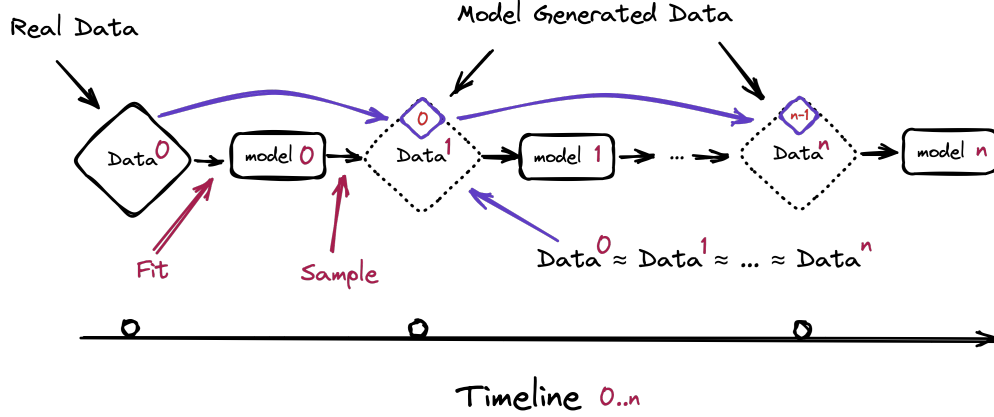 Real Data
Model Generated Data
Data⁰
model 0
0
Data¹
model 1
...
n-1
Dataⁿ
model n
Fit
Sample
Data⁰ ≈ Data¹ ≈ ... ≈ Dataⁿ
Timeline 0..n